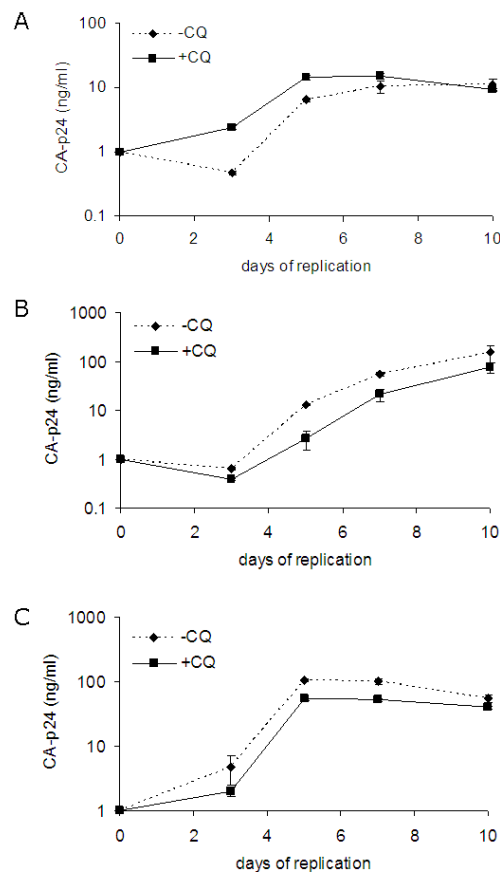 A
100
10
1
0.1
CA-p24 (ng/ml)
-CQ
+CQ
0 2 4 6 8 10
days of replication
B
1000
100
10
1
0.1
CA-p24 (ng/ml)
-CQ
+CQ
0 2 4 6 8 10
days of replication
C
1000
100
10
1
CA-p24 (ng/ml)
-CQ
+CQ
0 2 4 6 8 10
days of replication